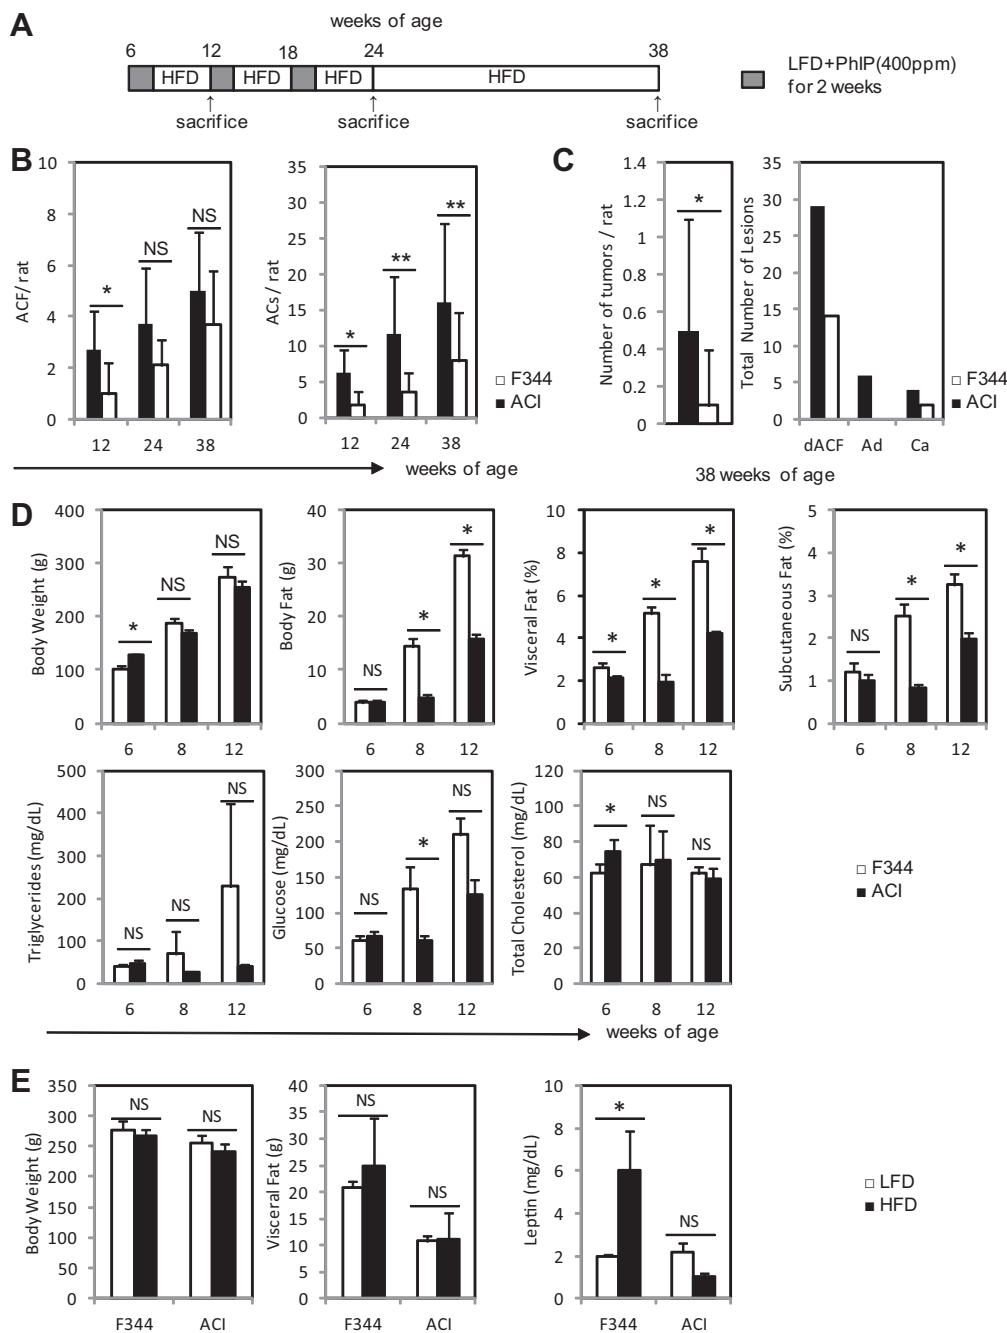 A
weeks of age
6 12 18 24 38
HFD HFD HFD HFD
LFD+PhIP(400ppm)
for 2 weeks
sacrifice sacrifice sacrifice
B
ACF/ rat
10
8
6
4
2
0
* NS NS
12 24 38
ACs / rat
35
30
25
20
15
10
5
0
* ** **
12 24 38
F344
ACI
weeks of age
C
Number of tumors / rat
1.4
1.2
1
0.8
0.6
0.4
0.2
0
*
Total Number of Lesions
35
30
25
20
15
10
5
0
dACF Ad Ca
F344
ACI
38 weeks of age
D
Body Weight (g)
400
300
200
100
0
* NS NS
6 8 12
Body Fat (g)
40
30
20
10
0
NS * *
6 8 12
Visceral Fat (%)
10
8
6
4
2
0
* * *
6 8 12
Subcutaneous Fat (%)
5
4
3
2
1
0
NS * *
6 8 12
Triglycerides (mg/dL)
500
400
300
200
100
0
NS NS NS
6 8 12
Glucose (mg/dL)
300
250
200
150
100
50
0
NS * NS
6 8 12
Total Cholesterol (mg/dL)
120
100
80
60
40
20
0
* NS NS
6 8 12
F344
ACI
weeks of age
E
Body Weight (g)
350
300
250
200
150
100
50
0
NS NS
F344 ACI
Visceral Fat (g)
40
35
30
25
20
15
10
5
0
NS NS
F344 ACI
Leptin (mg/dL)
10
8
6
4
2
0
* NS
F344 ACI
LFD
HFD